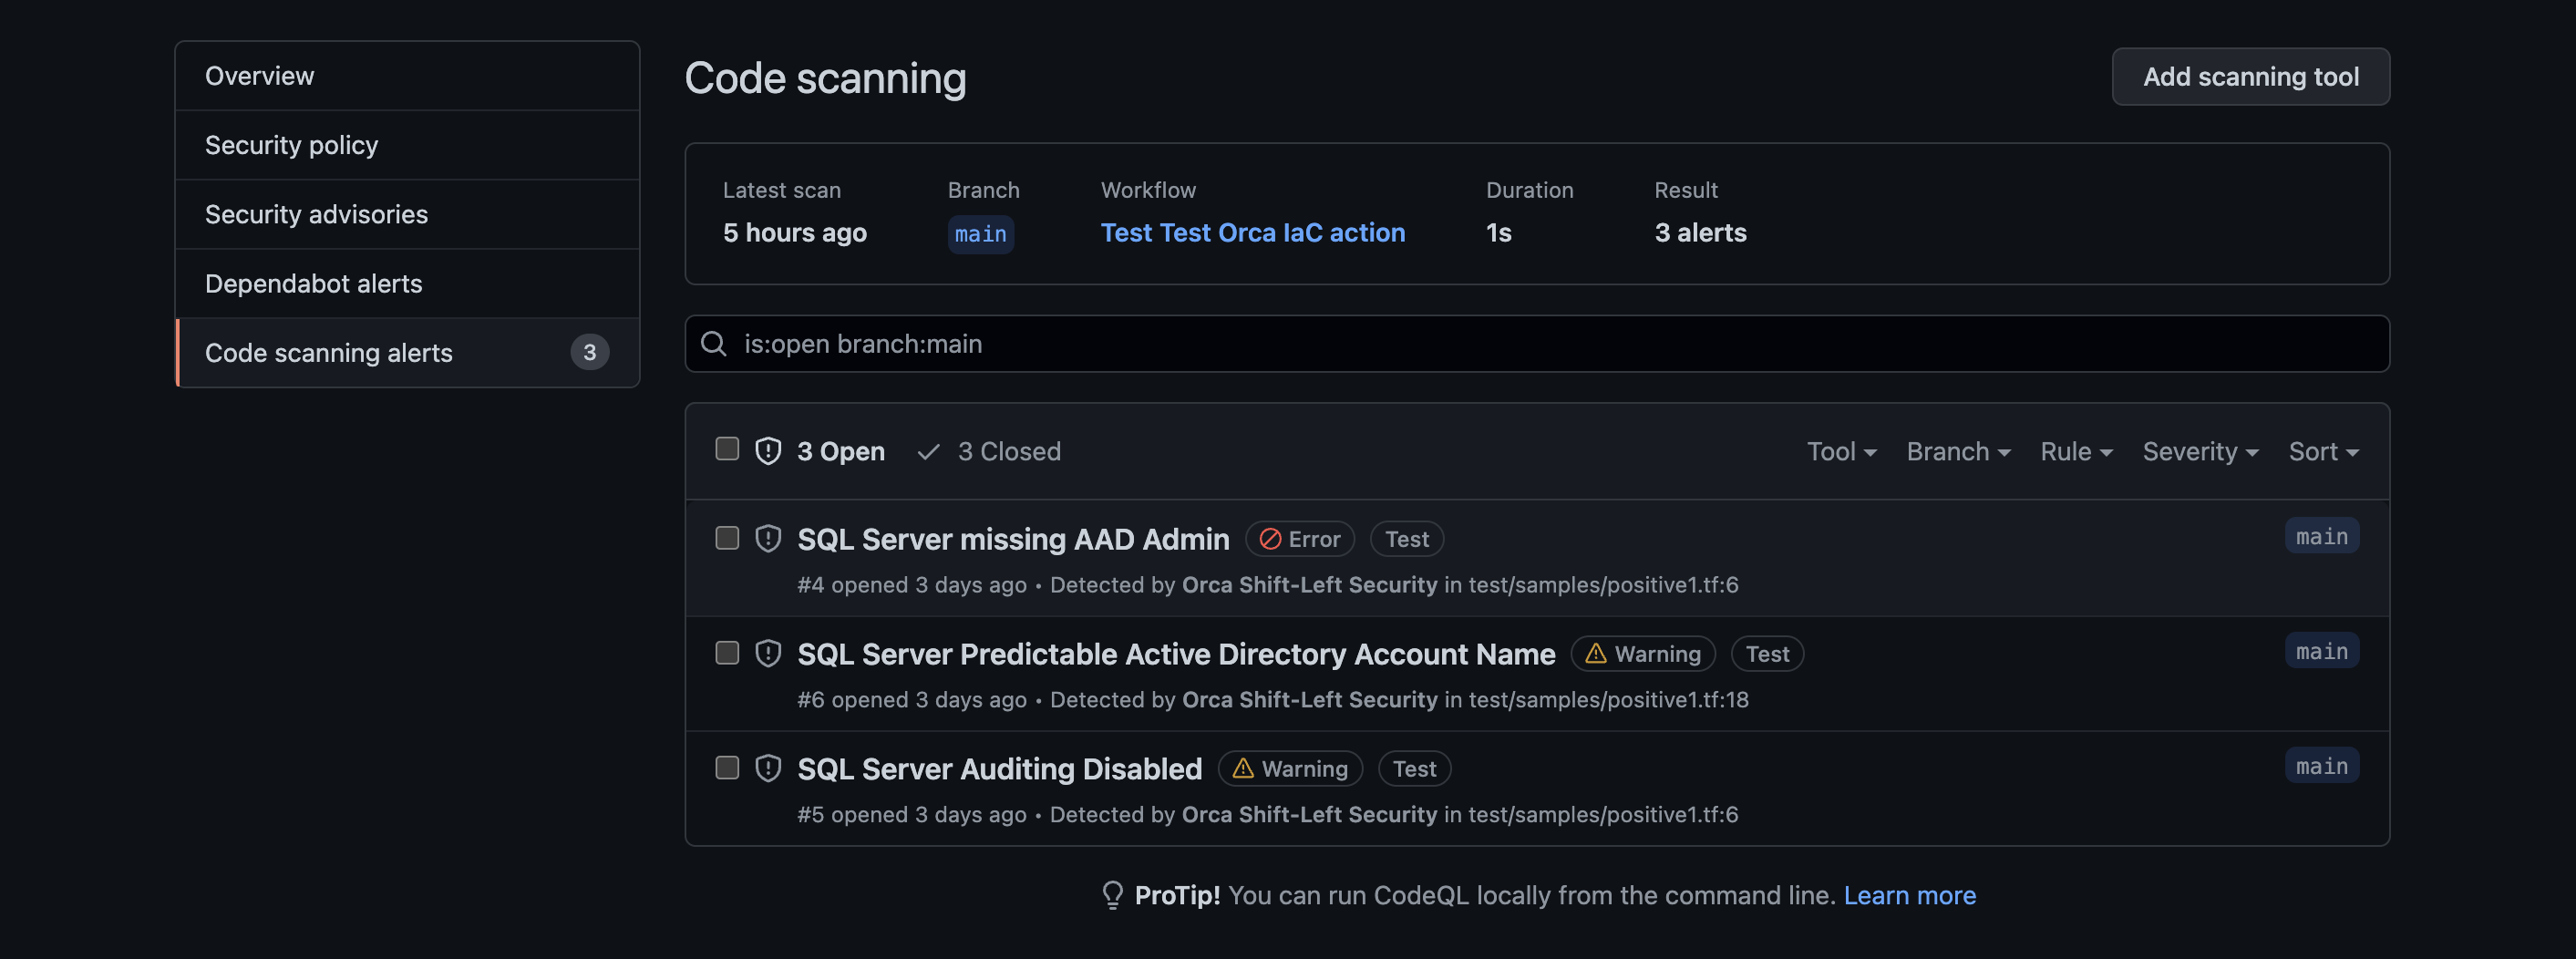 Overview
Security policy
Security advisories
Dependabot alerts
Code scanning alerts 3
Code scanning
Add scanning tool
Latest scan Branch Workflow Duration Result
5 hours ago main Test Test Orca IaC action 1s 3 alerts
is:open branch:main
3 Open 3 Closed Tool Branch Rule Severity Sort
SQL Server missing AAD Admin Error Test main
#4 opened 3 days ago • Detected by Orca Shift-Left Security in test/samples/positive1.tf:6
SQL Server Predictable Active Directory Account Name Warning Test main
#6 opened 3 days ago • Detected by Orca Shift-Left Security in test/samples/positive1.tf:18
SQL Server Auditing Disabled Warning Test main
#5 opened 3 days ago • Detected by Orca Shift-Left Security in test/samples/positive1.tf:6
ProTip! You can run CodeQL locally from the command line. Learn more